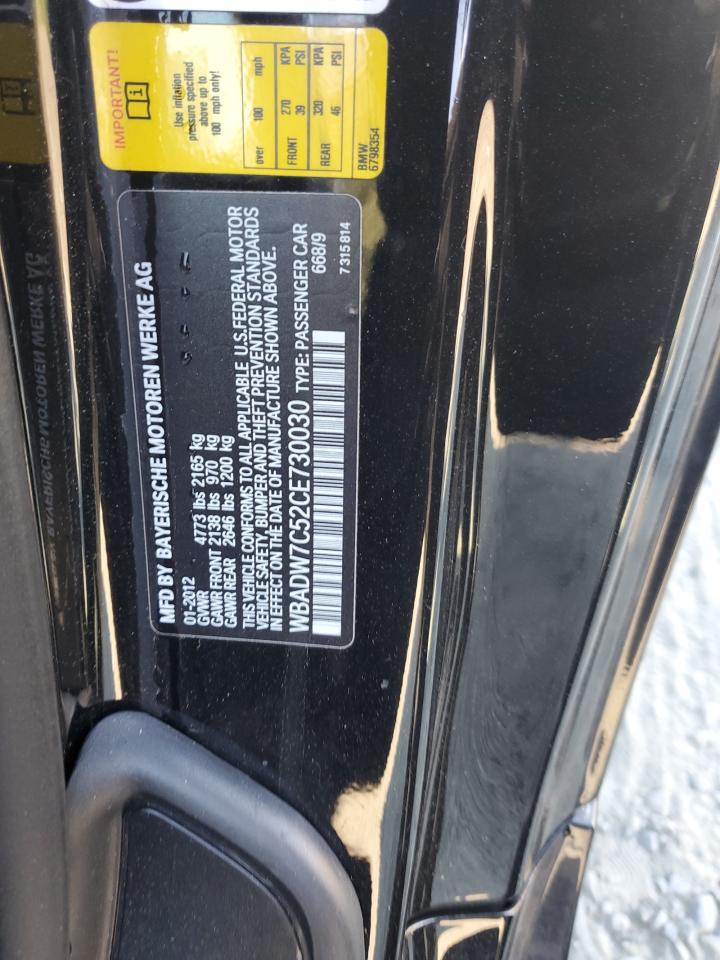 IMPORTANT!
Use inflation
pressure specified
above up to
100 mph only!
over 100 mph
KPA PSI KPA PSI
FRONT 270 39
REAR 320 46
BMW
6798354
MFD BY BAYERISCHE MOTOREN WERKE AG
01-2012
GVWR 4773 lbs 2165 kg
GAWR FRONT 2138 lbs 970 kg
GAWR REAR 2646 lbs 1200 kg
THIS VEHICLE CONFORMS TO ALL APPLICABLE U.S.FEDERAL MOTOR
VEHICLE SAFETY, BUMPER AND THEFT PREVENTION STANDARDS
IN EFFECT ON THE DATE OF MANUFACTURE SHOWN ABOVE.
WBADW7C52CE730030 TYPE: PASSENGER CAR
668/9
7 315 814